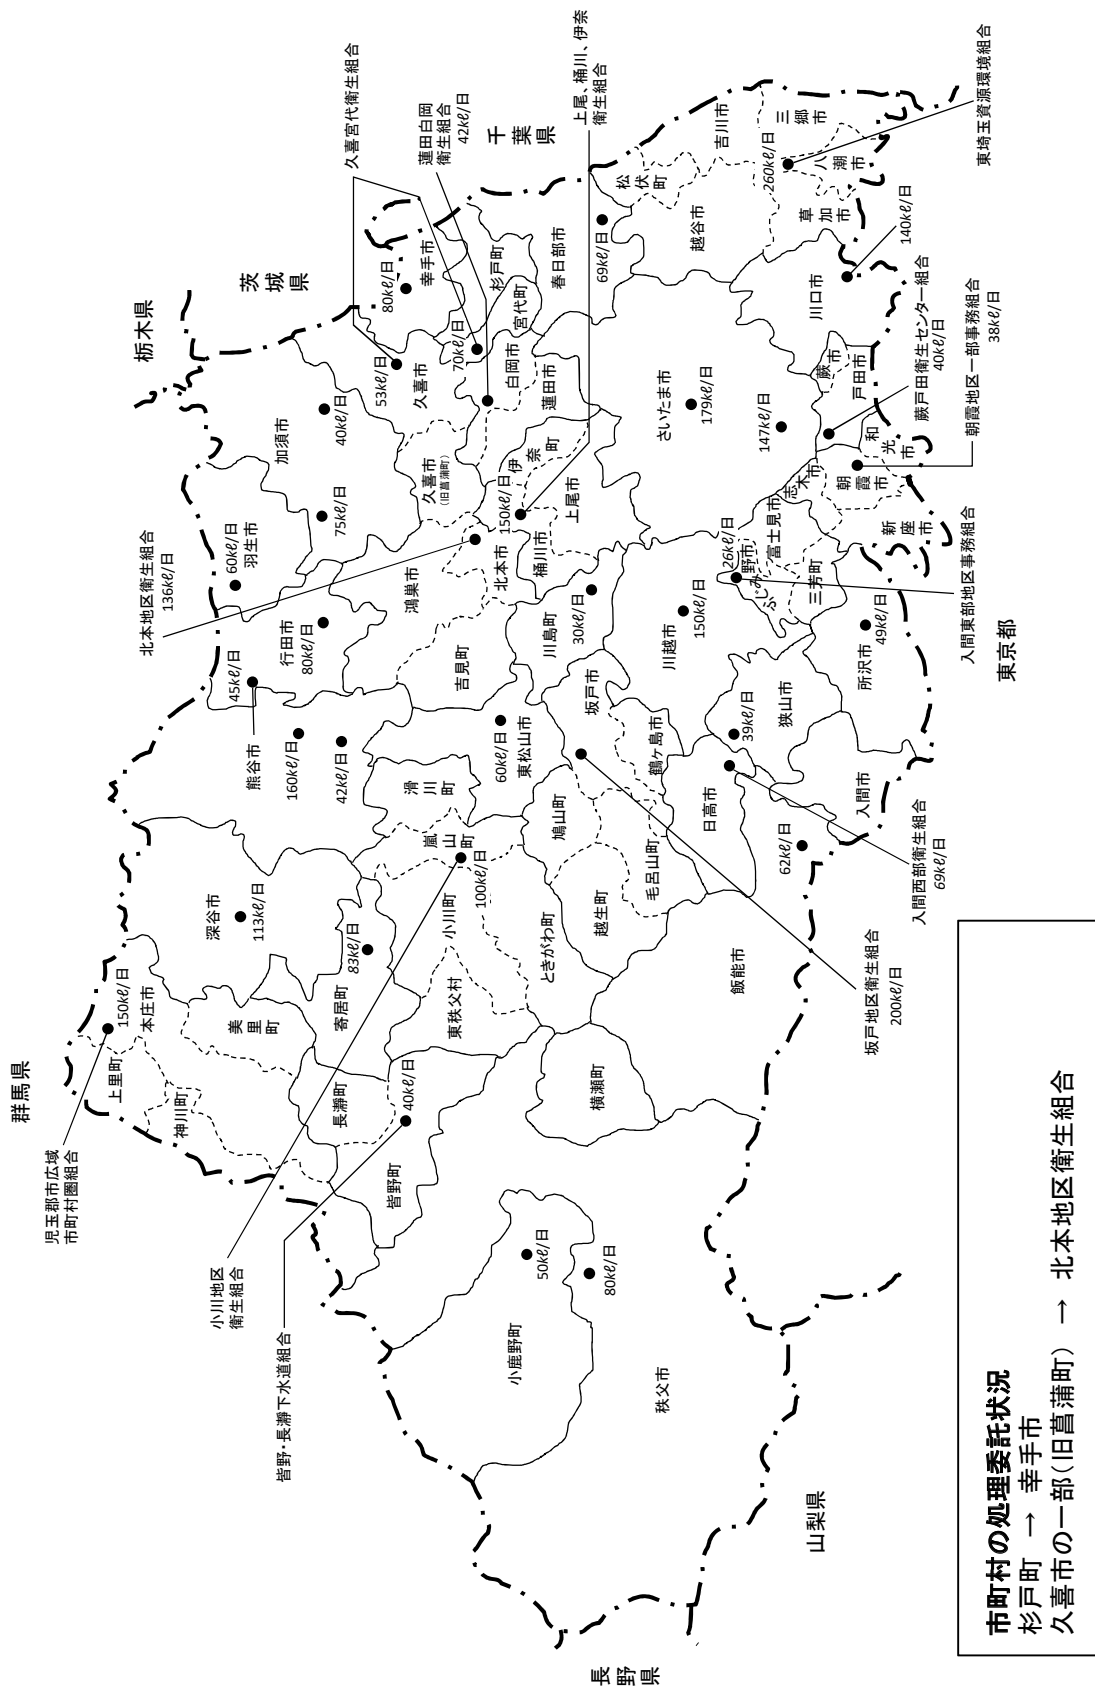 群馬県
栃木県
茨城県
千葉県
東京都
山梨県
長野県
児玉郡市広域
市町村圏組合
小川地区
衛生組合
皆野・長瀞下水道組合
北本地区衛生組合
136kℓ/日
久喜宮代衛生組合
蓮田白岡
衛生組合
42kℓ/日
上尾、桶川、伊奈
衛生組合
東埼玉資源環境組合
140kℓ/日
蕨戸田衛生センター組合
40kℓ/日
朝霞地区一部事務組合
38kℓ/日
入間東部地区事務組合
入間西部衛生組合
69kℓ/日
坂戸地区衛生組合
200kℓ/日
150kℓ/日
本庄市
上里町
神川町
美里町
深谷市
113kℓ/日
83kℓ/日
寄居町
長瀞町
40kℓ/日
皆野町
東秩父村
小川町
嵐山町
100kℓ/日
滑川町
ときがわ町
横瀬町
小鹿野町
50kℓ/日
80kℓ/日
秩父市
熊谷市
45kℓ/日
160kℓ/日
42kℓ/日
行田市
80kℓ/日
60kℓ/日
羽生市
75kℓ/日
加須市
40kℓ/日
53kℓ/日
久喜市
久喜市
(旧菖蒲町)
70kℓ/日
80kℓ/日
幸手市
杉戸町
宮代町
白岡市
蓮田市
春日部市
69kℓ/日
鴻巣市
吉見町
北本市
桶川市
150kℓ/日
伊奈町
上尾市
川島町
30kℓ/日
60kℓ/日
東松山市
鳩山町
越生町
毛呂山町
坂戸市
鶴ヶ島市
日高市
飯能市
62kℓ/日
39kℓ/日
狭山市
入間市
所沢市
49kℓ/日
川越市
150kℓ/日
26kℓ/日
ふじみ野市
富士見市
三芳町
志木市
新座市
朝霞市
和光市
さいたま市
179kℓ/日
147kℓ/日
蕨市
戸田市
川口市
越谷市
松伏町
吉川市
三郷市
260kℓ/日
八潮市
草加市
市町村の処理委託状況
杉戸町 → 幸手市
久喜市の一部(旧菖蒲町) → 北本地区衛生組合